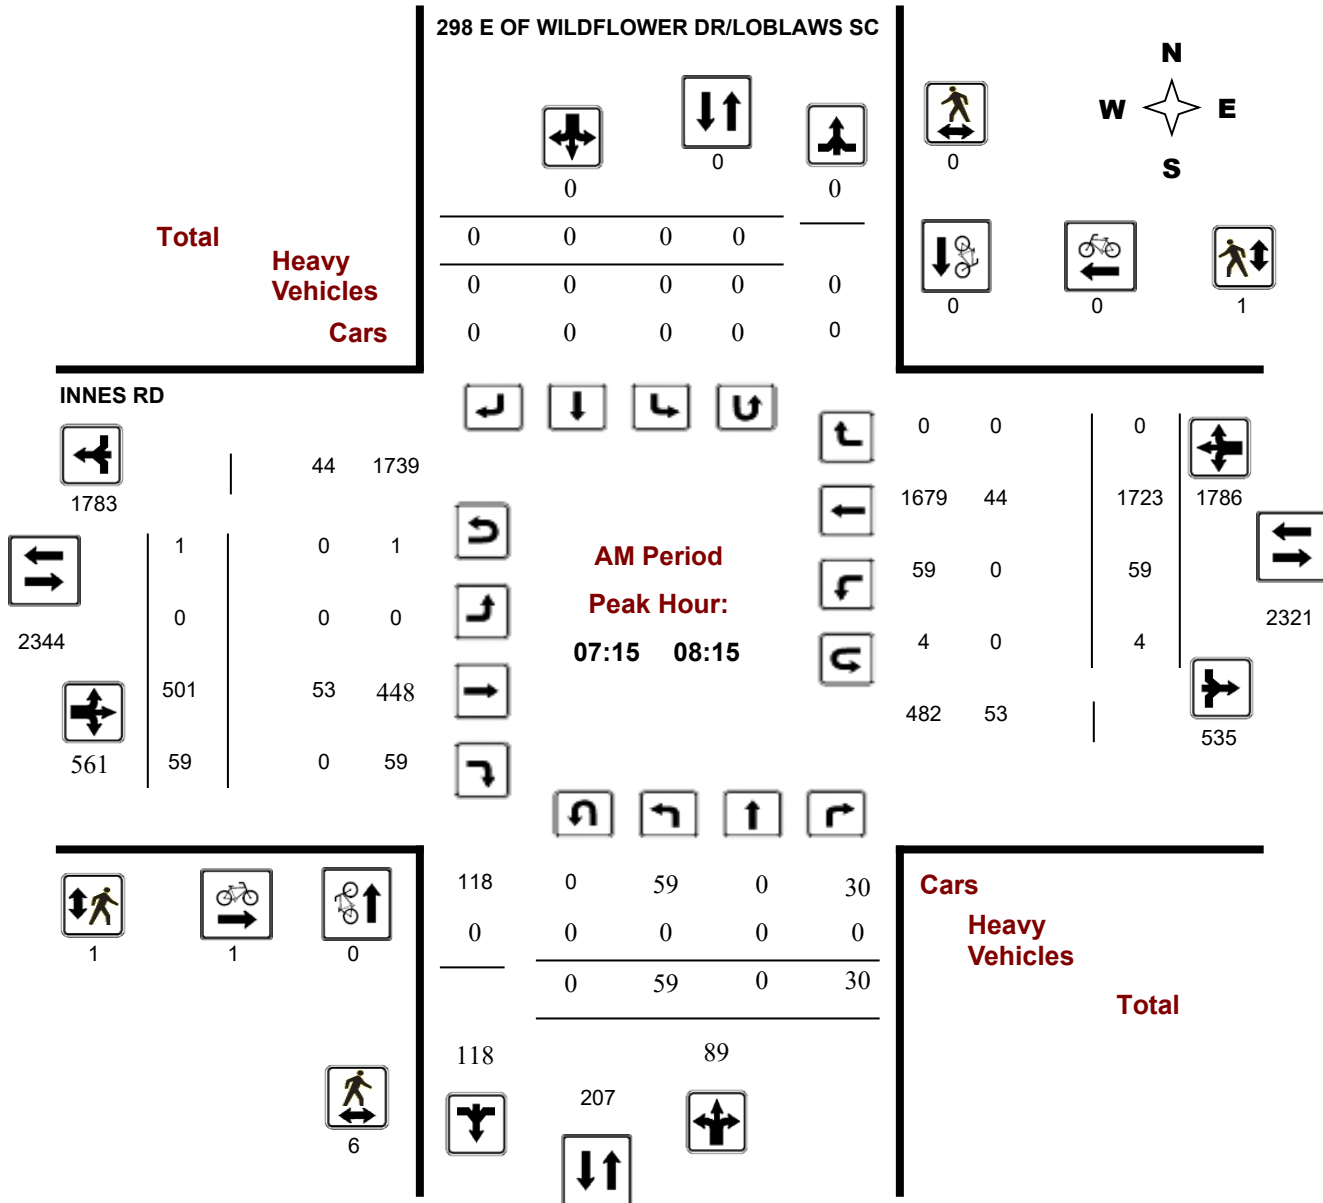 298 E OF WILDFLOWER DR/LOBLAWS SC
N
W E
S
0
0
0 0
Total
0 0 0 0
Heavy
Vehicles
0 0 0 0 0
Cars
0 0 0 0 0
0
0 0 1
INNES RD
44 1739
1783
1 0 1
0 0 0
2344
501 53 448
561
59 0 59
AM Period
Peak Hour:
07:15 08:15
0 0 0
1679 44 1723 1786
59 0 59
2321
4 0 4
482 53
535
1 1 0
6
118 0 59 0 30
0 0 0 0 0
0 59 0 30
118 89
207
Cars
Heavy
Vehicles
Total